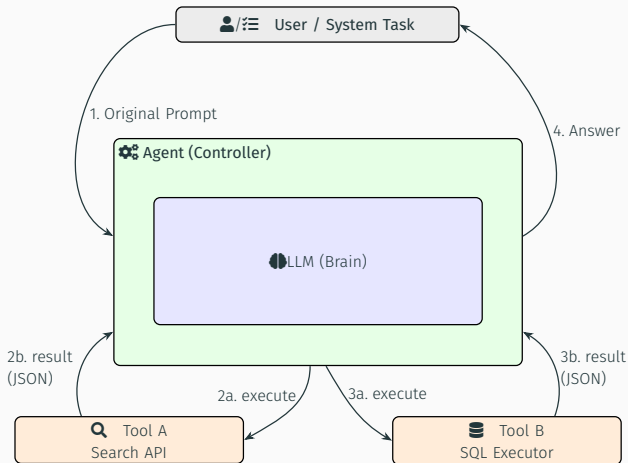 / User / System Task
1. Original Prompt
4. Answer
Agent (Controller)
LLM (Brain)
2b. result
(JSON)
3b. result
(JSON)
2a. execute
3a. execute
Tool A
Search API
Tool B
SQL Executor